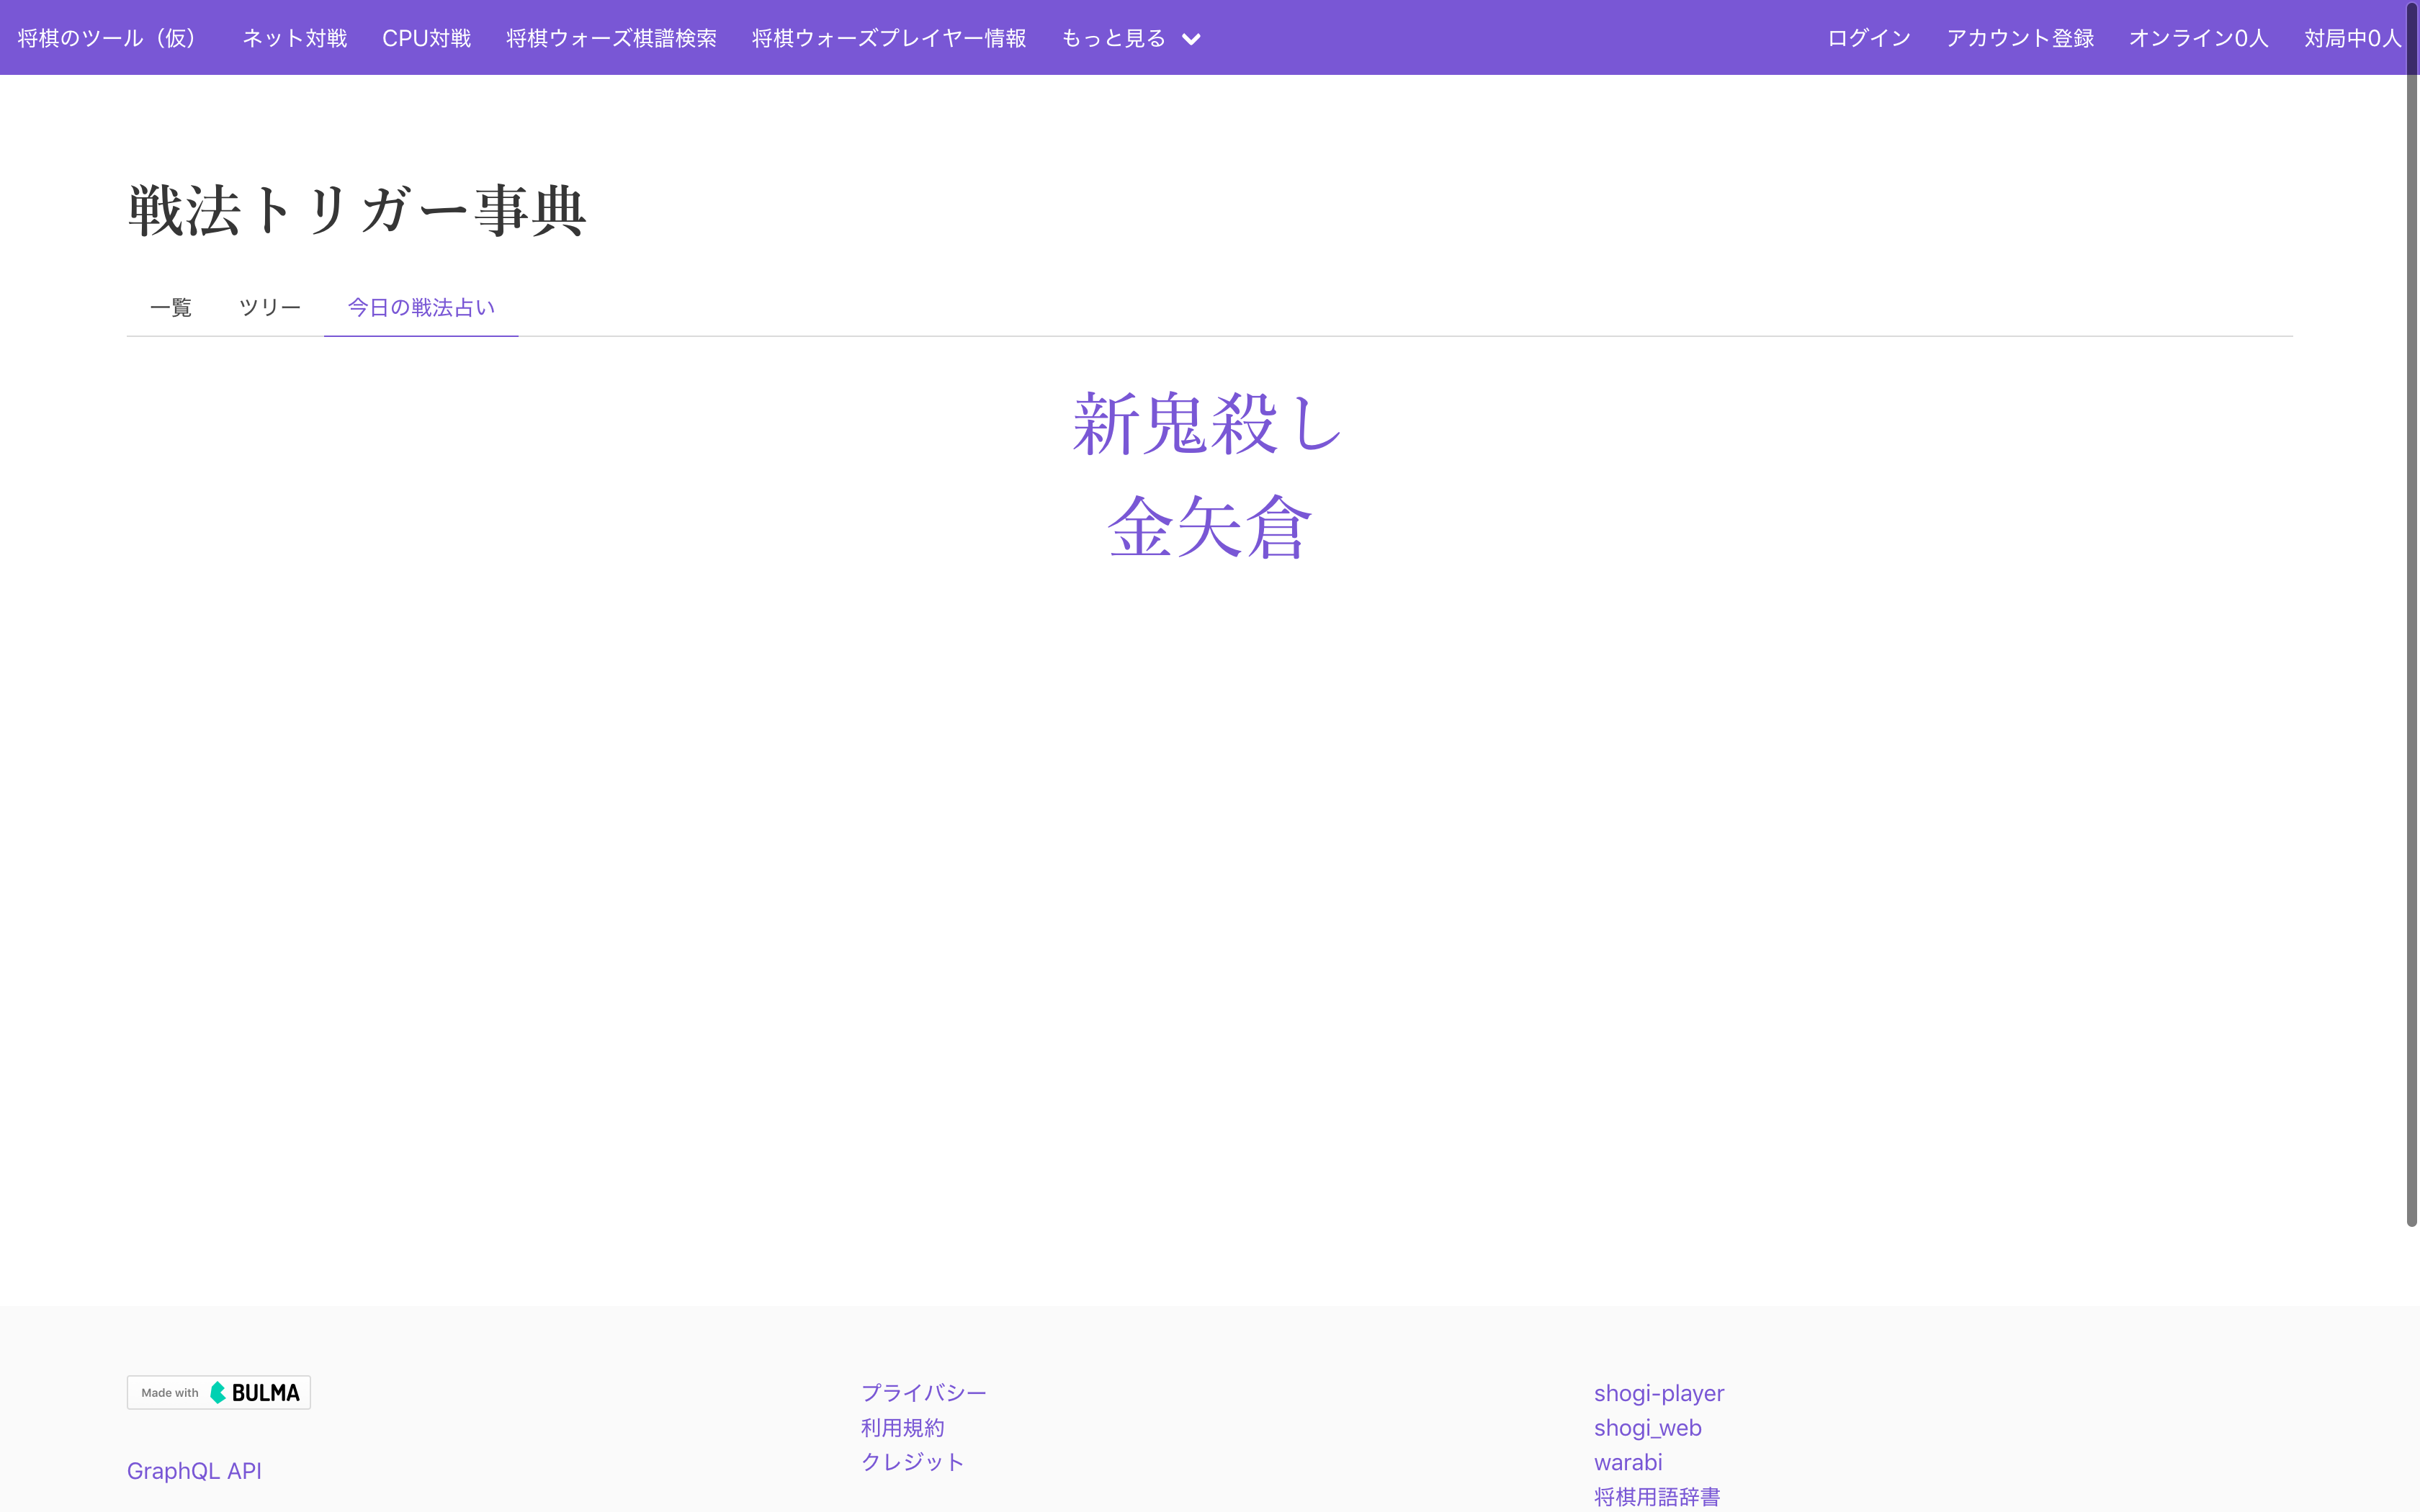 将棋のツール（仮） ネット対戦 CPU対戦 将棋ウォーズ棋譜検索 将棋ウォーズプレイヤー情報 もっと見る ログイン アカウント登録 オンライン0人 対局中0人
戦法トリガー事典
一覧 ツリー 今日の戦法占い
新鬼殺し
金矢倉
Made with BULMA
GraphQL API
プライバシー
利用規約
クレジット
shogi-player
shogi_web
warabi
将棋用語辞書